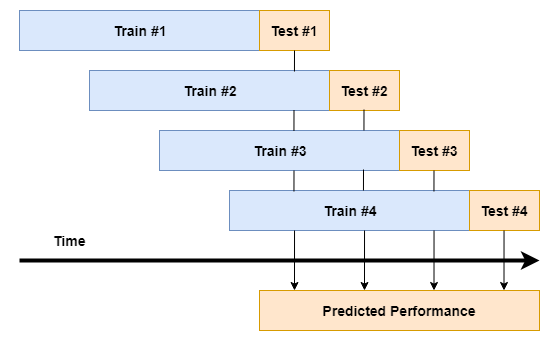 Train #1
Test #1
Train #2
Test #2
Train #3
Test #3
Train #4
Test #4
Time
Predicted Performance